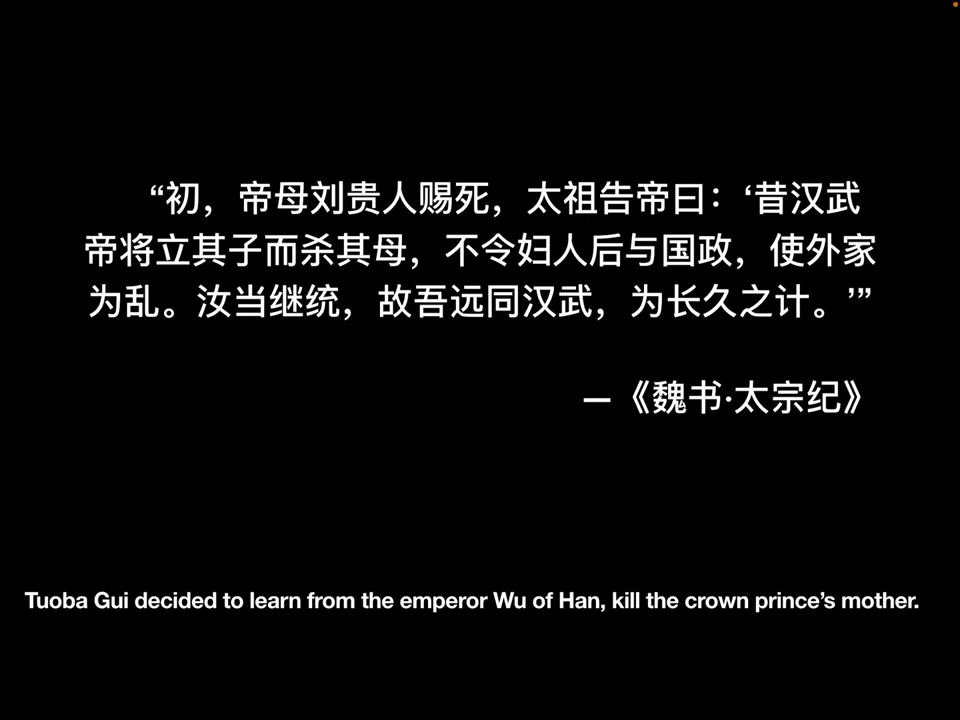 “初，帝母刘贵人赐死，太祖告帝曰：‘昔汉武
帝将立其子而杀其母，不令妇人后与国政，使外家
为乱。汝当继统，故吾远同汉武，为长久之计。’”
—《魏书·太宗纪》
Tuoba Gui decided to learn from the emperor Wu of Han, kill the crown prince’s mother.